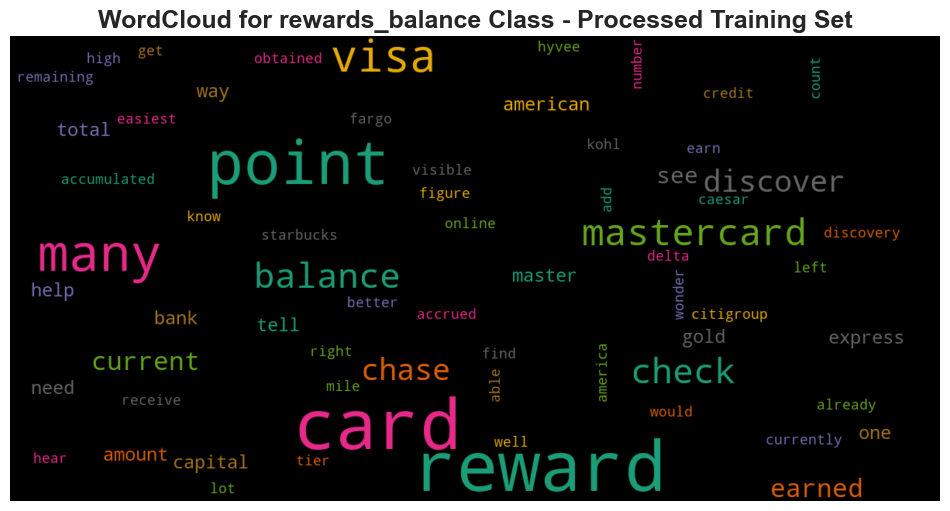 WordCloud for rewards_balance Class - Processed Training Set
high get obtained visa hyvee number count
remaining way american credit
total easiest fargo kohl earn
accumulated point visible see discover
know figure add caesar
many starbucks online mastercard discovery
help balance master delta left
better wonder
bank tell accrued citigroup
current right find gold express
need mile chase able america check
receive card would already
hear amount capital tier well currently one
lot reward earned